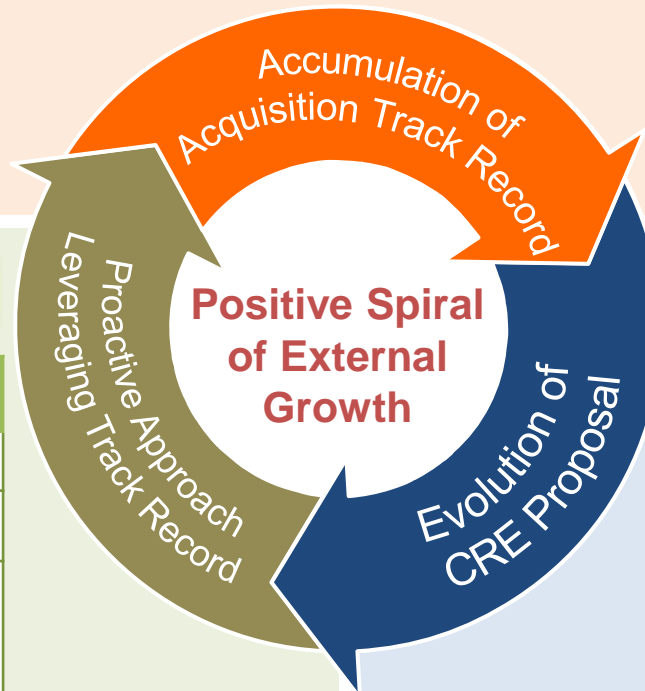 Accumulation of
Acquisition Track Record
Positive Spiral
of External
Growth
Evolution of
CRE Proposal
Proactive Approach
Leveraging Track Record